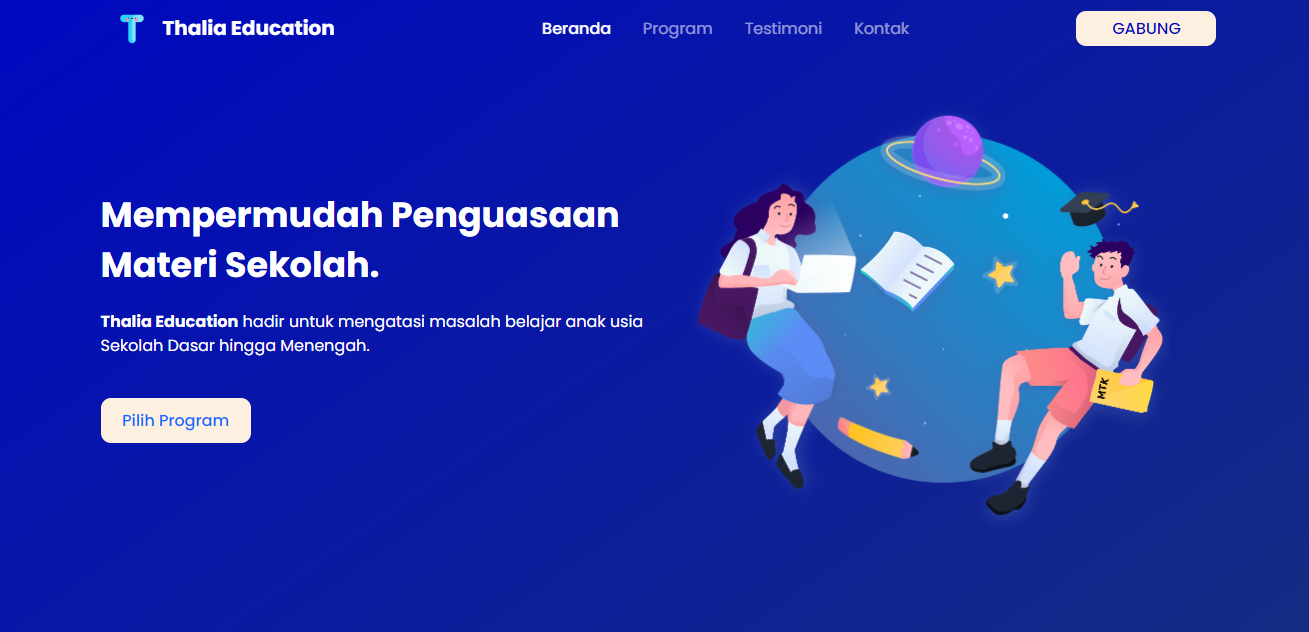 Thalia Education
Beranda
Program
Testimoni
Kontak
GABUNG
Mempermudah Penguasaan
Materi Sekolah.
Thalia Education hadir untuk mengatasi masalah belajar anak usia
Sekolah Dasar hingga Menengah.
Pilih Program
MTK